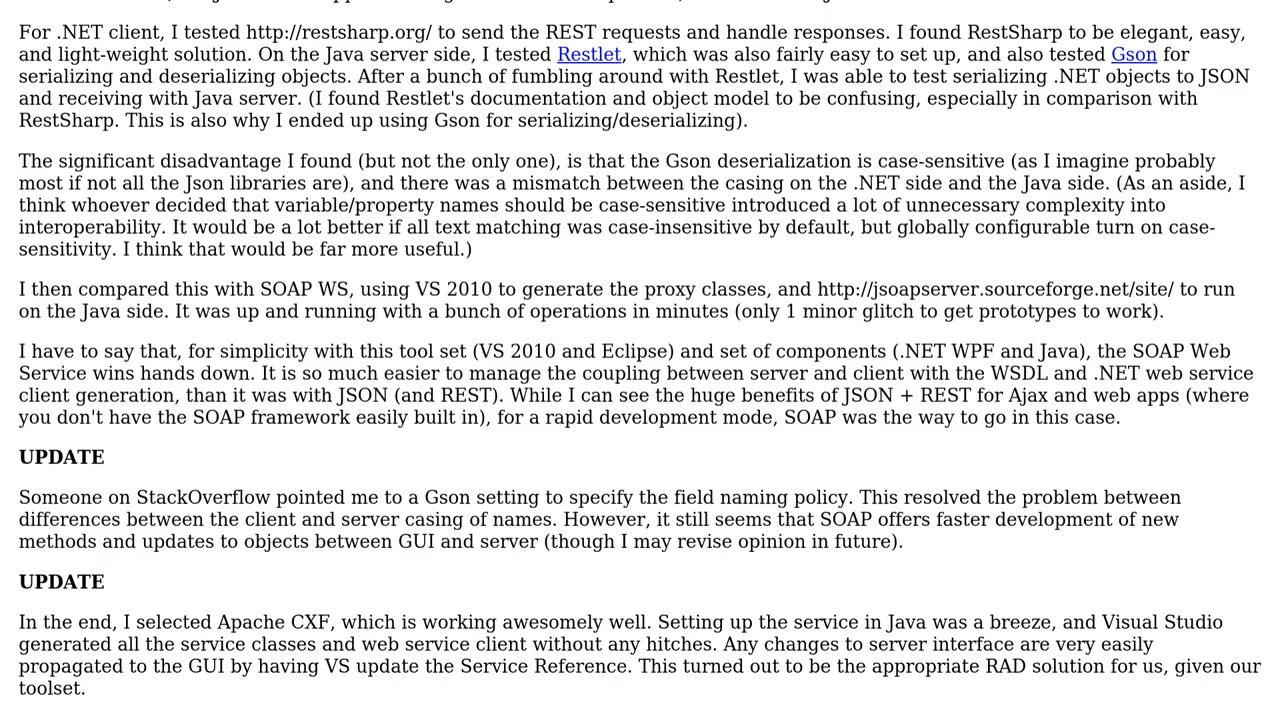 For .NET client, I tested http://restsharp.org/ to send the REST requests and handle responses. I found RestSharp to be elegant, easy,
and light-weight solution. On the Java server side, I tested Restlet, which was also fairly easy to set up, and also tested Gson for
serializing and deserializing objects. After a bunch of fumbling around with Restlet, I was able to test serializing .NET objects to JSON
and receiving with Java server. (I found Restlet's documentation and object model to be confusing, especially in comparison with
RestSharp. This is also why I ended up using Gson for serializing/deserializing).
The significant disadvantage I found (but not the only one), is that the Gson deserialization is case-sensitive (as I imagine probably
most if not all the Json libraries are), and there was a mismatch between the casing on the .NET side and the Java side. (As an aside, I
think whoever decided that variable/property names should be case-sensitive introduced a lot of unnecessary complexity into
interoperability. It would be a lot better if all text matching was case-insensitive by default, but globally configurable turn on case-
sensitivity. I think that would be far more useful.)
I then compared this with SOAP WS, using VS 2010 to generate the proxy classes, and http://jsoapserver.sourceforge.net/site/ to run
on the Java side. It was up and running with a bunch of operations in minutes (only 1 minor glitch to get prototypes to work).
I have to say that, for simplicity with this tool set (VS 2010 and Eclipse) and set of components (.NET WPF and Java), the SOAP Web
Service wins hands down. It is so much easier to manage the coupling between server and client with the WSDL and .NET web service
client generation, than it was with JSON (and REST). While I can see the huge benefits of JSON + REST for Ajax and web apps (where
you don't have the SOAP framework easily built in), for a rapid development mode, SOAP was the way to go in this case.
UPDATE
Someone on StackOverflow pointed me to a Gson setting to specify the field naming policy. This resolved the problem between
differences between the client and server casing of names. However, it still seems that SOAP offers faster development of new
methods and updates to objects between GUI and server (though I may revise opinion in future).
UPDATE
In the end, I selected Apache CXF, which is working awesomely well. Setting up the service in Java was a breeze, and Visual Studio
generated all the service classes and web service client without any hitches. Any changes to server interface are very easily
propagated to the GUI by having VS update the Service Reference. This turned out to be the appropriate RAD solution for us, given our
toolset.